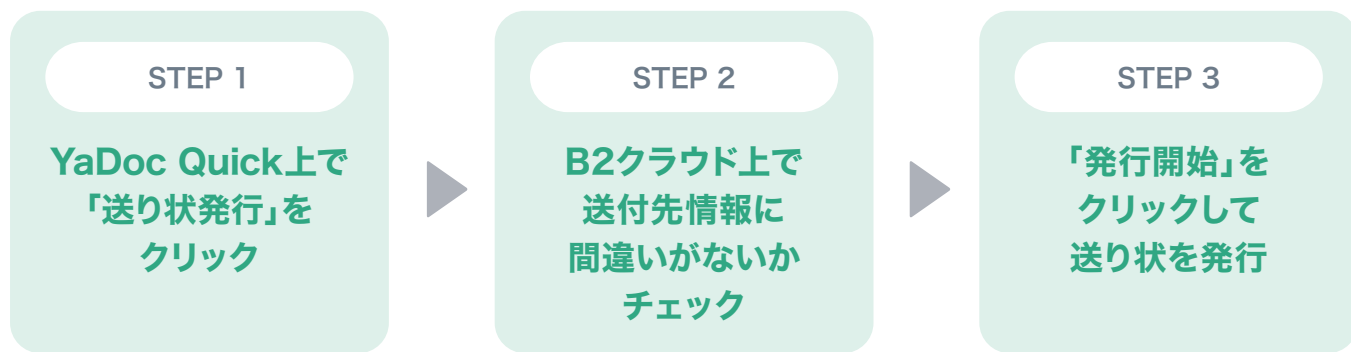 STEP 1
YaDoc Quick上で
「送り状発行」を
クリック
STEP 2
B2クラウド上で
送付先情報に
間違いがないか
チェック
STEP 3
「発行開始」を
クリックして
送り状を発行